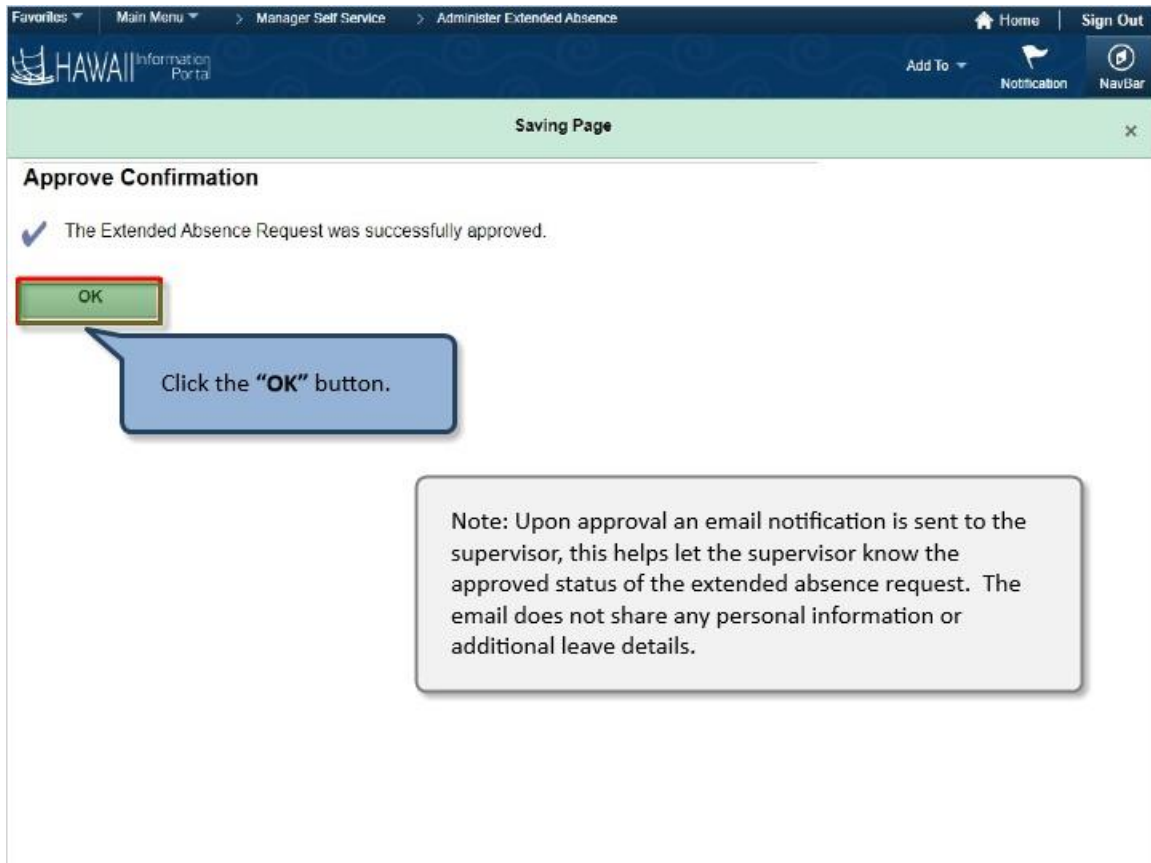 Favorites Main Menu > Manager Self Service > Administer Extended Absence Home Sign Out
HAWAII Information Portal
Add To Notification NavBar
Saving Page ×
Approve Confirmation
The Extended Absence Request was successfully approved.
OK
Click the “OK” button.
Note: Upon approval an email notification is sent to the
supervisor, this helps let the supervisor know the
approved status of the extended absence request. The
email does not share any personal information or
additional leave details.